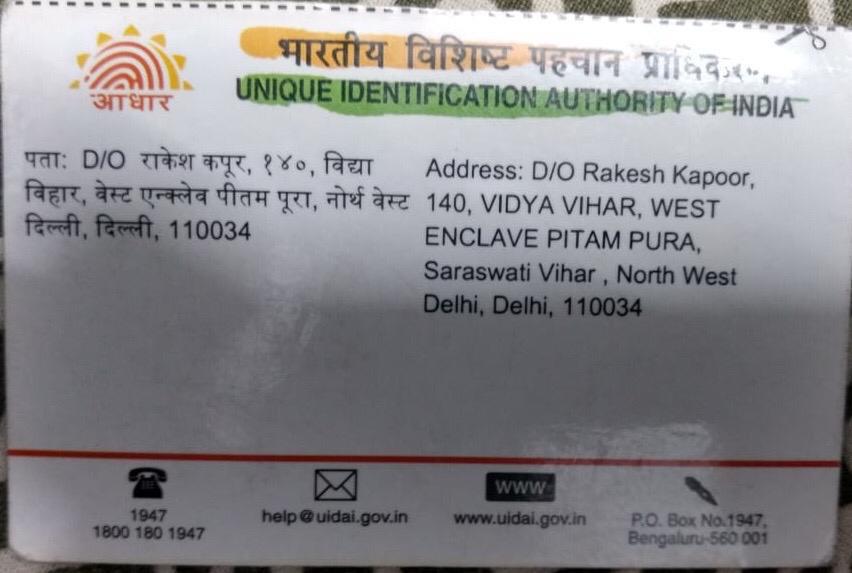 आधार
भारतीय विशिष्ट पहचान
UNIQUE IDENTIFICATION AUTHORITY OF INDIA
पता: D/O राकेश कपूर, १४०, विद्या
विहार, वेस्ट एन्क्लेव पीतम पूरा, नोर्थ वेस्ट
दिल्ली, दिल्ली, 110034
Address: D/O Rakesh Kapoor,
140, VIDYA VIHAR, WEST
ENCLAVE PITAM PURA,
Saraswati Vihar , North West
Delhi, Delhi, 110034
1947
1800 180 1947
help@uidai.gov.in
WWW
www.uidai.gov.in
P.O. Box No.1947,
Bengaluru-560 001